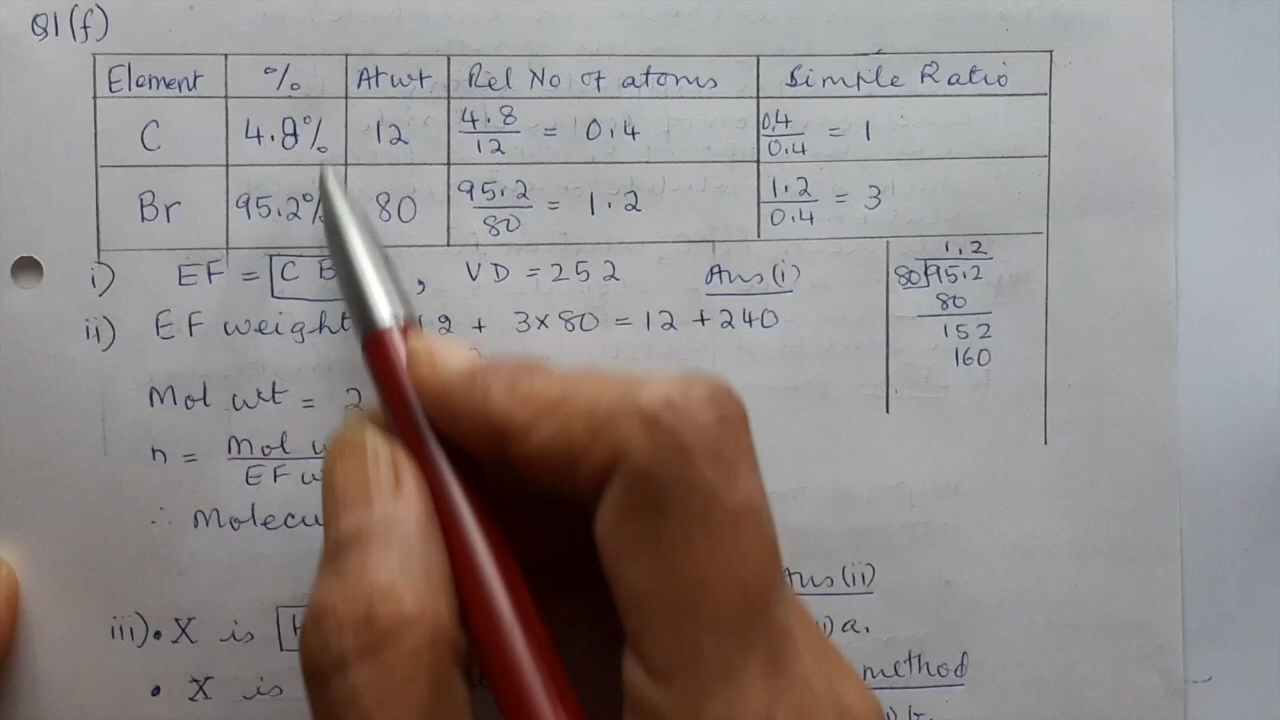 Q1(f)
Element % At wt Rel No of atoms Simple Ratio
C 4.8% 12 4.8/12 = 0.4 0.4/0.4 = 1
Br 95.2% 80 95.2/80 = 1.2 1.2/0.4 = 3
i) EF = C , VD = 252 Ans(i)
1.2
80)95.2
80
152
160
ii) EF weight + 3x80 = 12 + 240
Mol wt = 2
n = Mol / EF
∴
Ans(ii)
iii) • X is
a.
• X is method